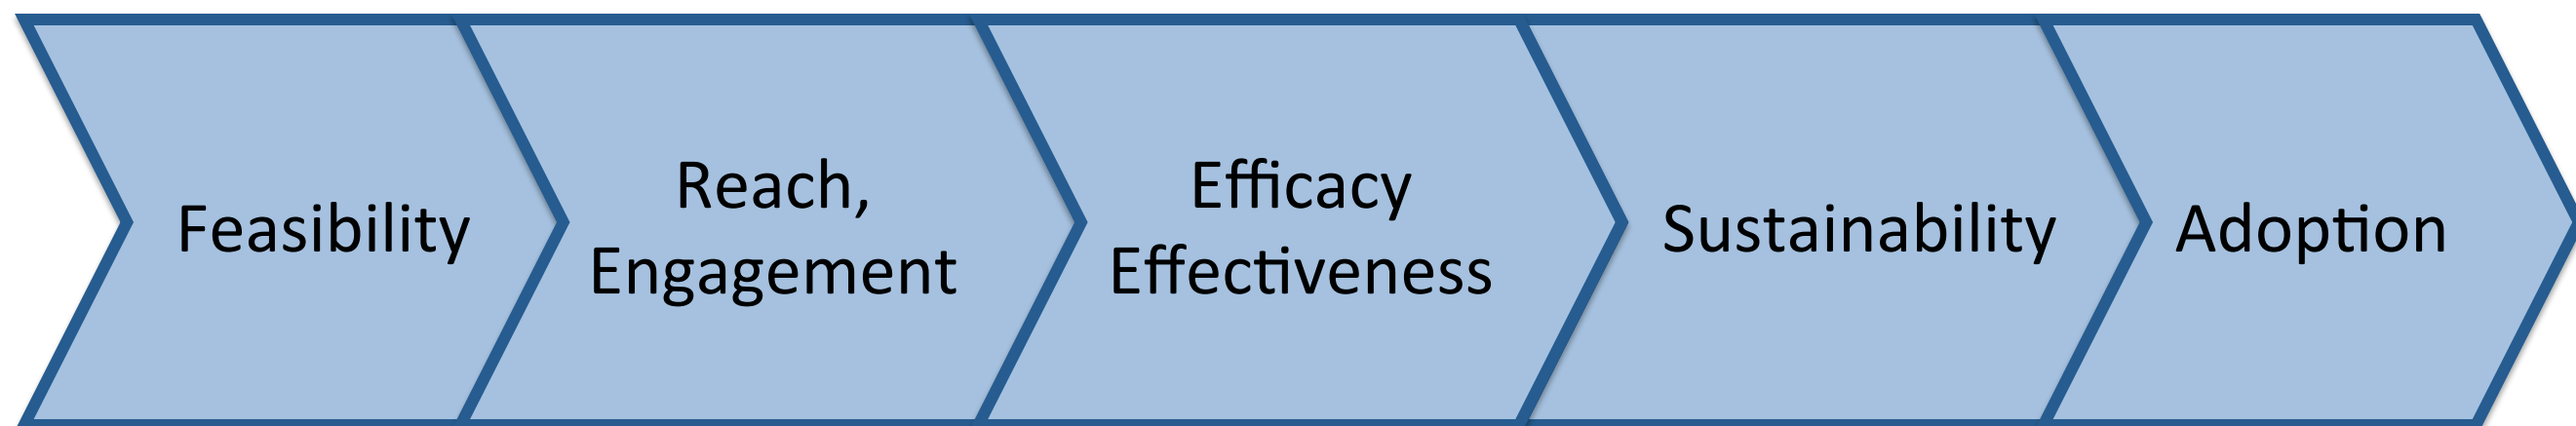 Feasibility
Reach,
Engagement
Efficacy
Effectiveness
Sustainability
Adoption